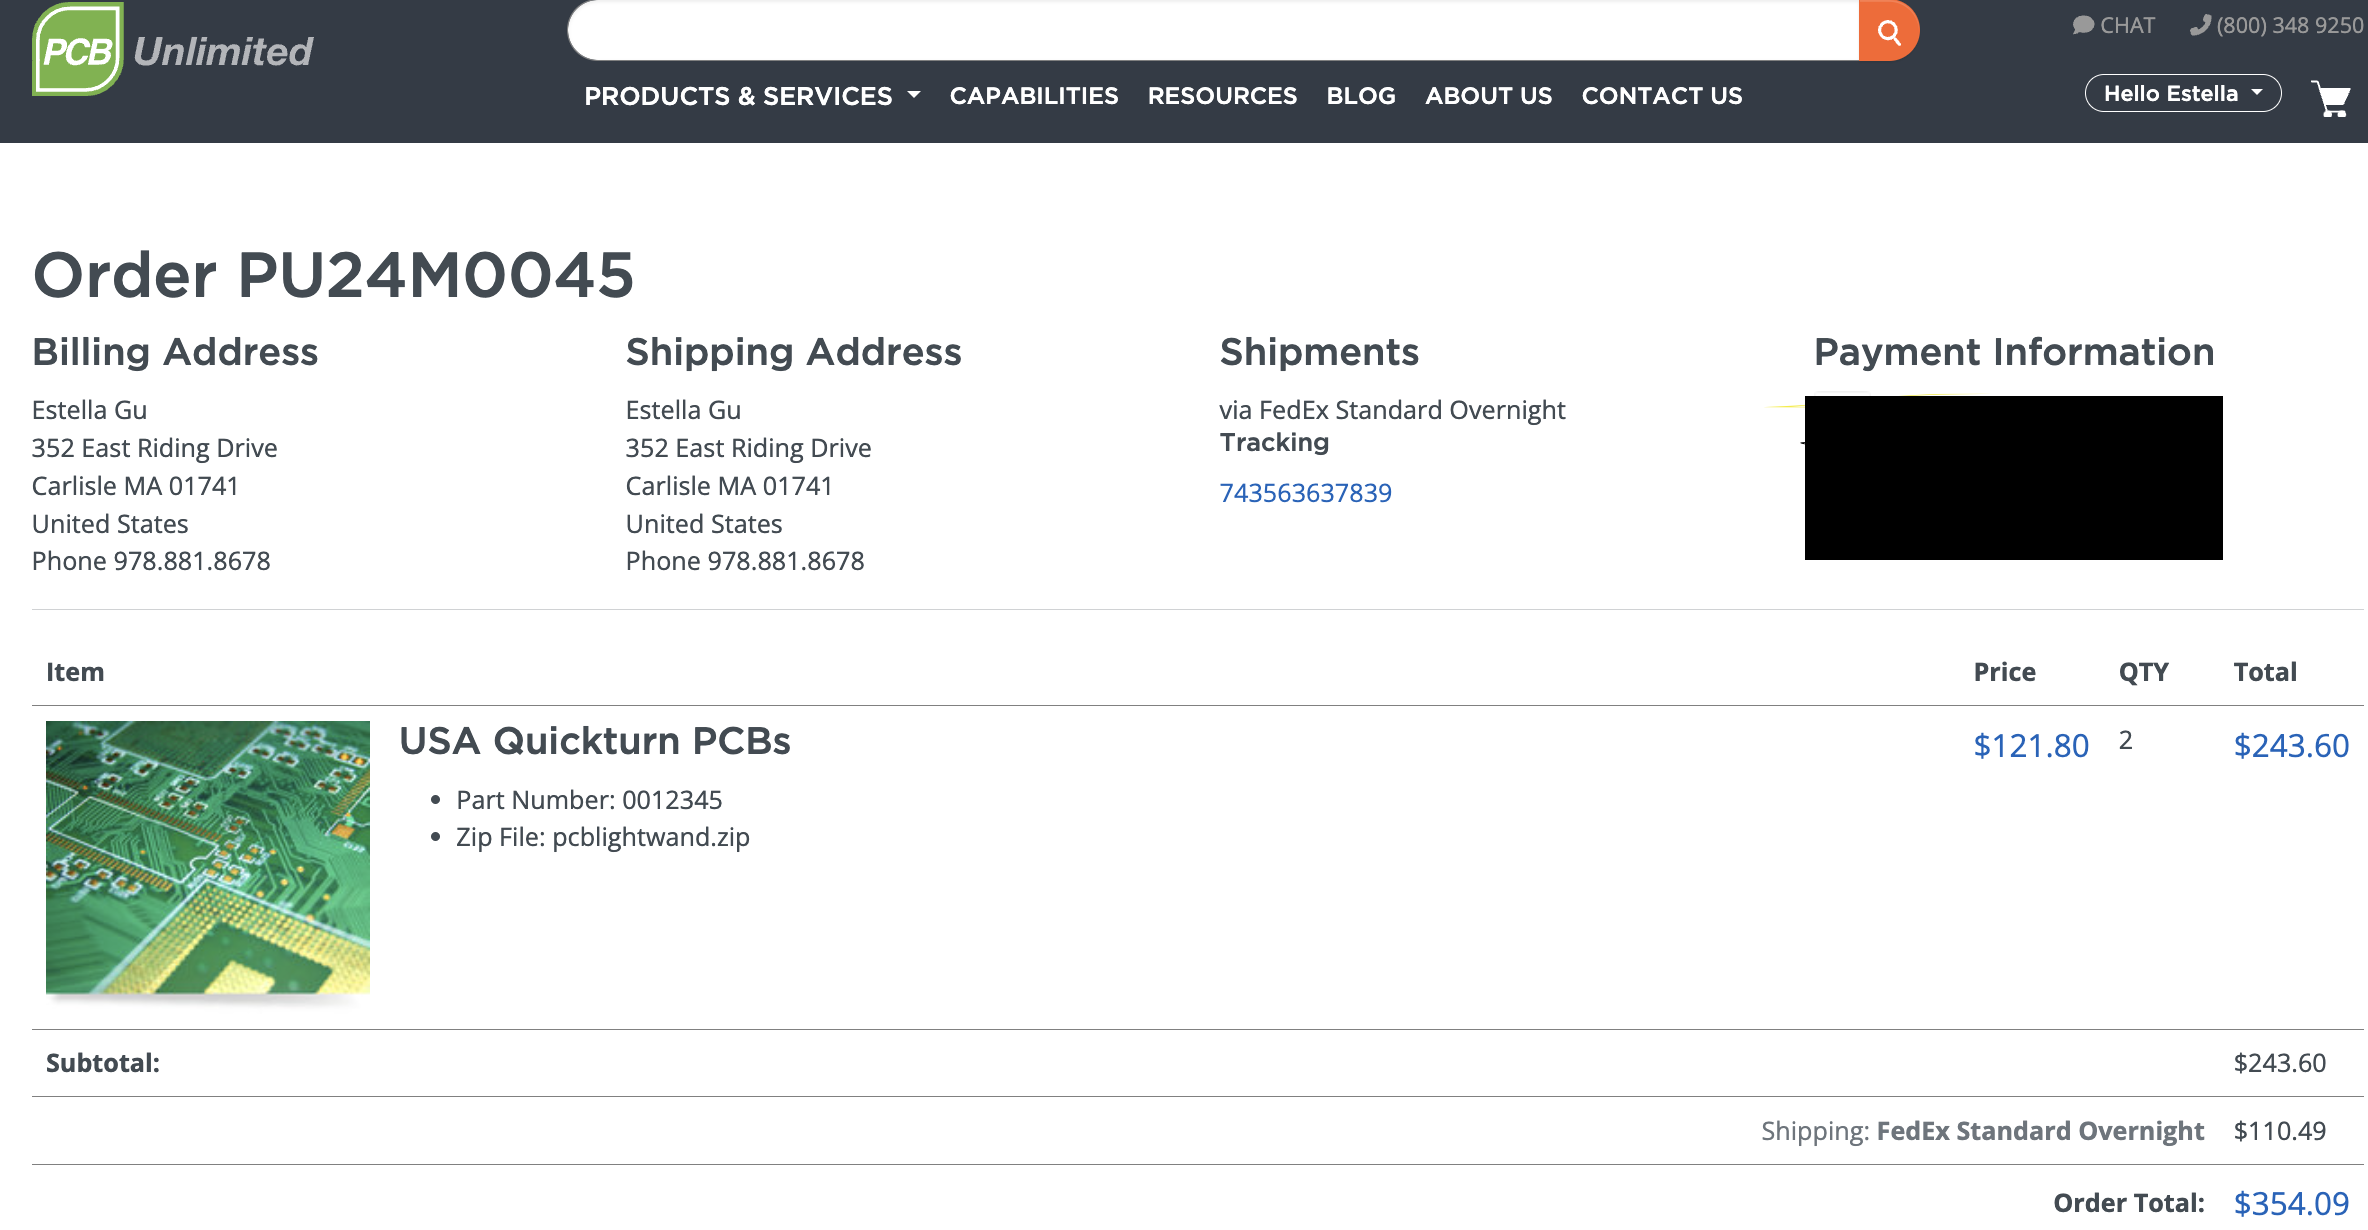 PCB Unlimited
CHAT (800) 348 9250
PRODUCTS & SERVICES CAPABILITIES RESOURCES BLOG ABOUT US CONTACT US
Hello Estella
Order PU24M0045
Billing Address
Estella Gu
352 East Riding Drive
Carlisle MA 01741
United States
Phone 978.881.8678
Shipping Address
Estella Gu
352 East Riding Drive
Carlisle MA 01741
United States
Phone 978.881.8678
Shipments
via FedEx Standard Overnight
Tracking
743563637839
Payment Information
Item Price QTY Total
USA Quickturn PCBs $121.80 2 $243.60
Part Number: 0012345
Zip File: pcblightwand.zip
Subtotal: $243.60
Shipping: FedEx Standard Overnight $110.49
Order Total: $354.09